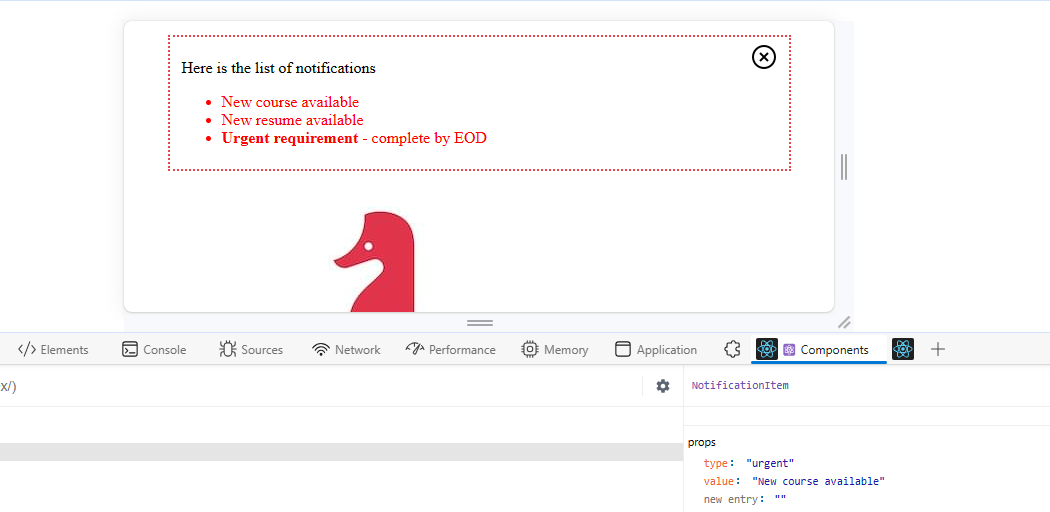 Here is the list of notifications
New course available
New resume available
Urgent requirement - complete by EOD
Elements Console Sources Network Performance Memory Application Components
x/)
NotificationItem
props
type: "urgent"
value: "New course available"
new entry: ""